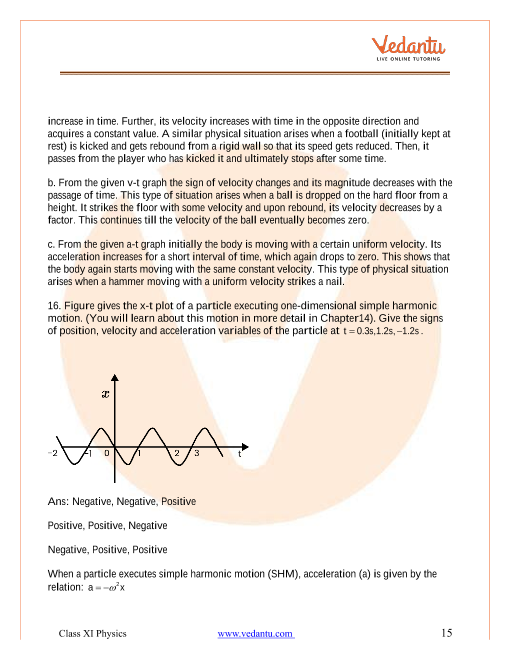 Vedantu
LIVE ONLINE TUTORING
increase in time. Further, its velocity increases with time in the opposite direction and
acquires a constant value. A similar physical situation arises when a football (initially kept at
rest) is kicked and gets rebound from a rigid wall so that its speed gets reduced. Then, it
passes from the player who has kicked it and ultimately stops after some time.
b. From the given v-t graph the sign of velocity changes and its magnitude decreases with the
passage of time. This type of situation arises when a ball is dropped on the hard floor from a
height. It strikes the floor with some velocity and upon rebound, its velocity decreases by a
factor. This continues till the velocity of the ball eventually becomes zero.
c. From the given a-t graph initially the body is moving with a certain uniform velocity. Its
acceleration increases for a short interval of time, which again drops to zero. This shows that
the body again starts moving with the same constant velocity. This type of physical situation
arises when a hammer moving with a uniform velocity strikes a nail.
16. Figure gives the x-t plot of a particle executing one-dimensional simple harmonic
motion. (You will learn about this motion in more detail in Chapter14). Give the signs
of position, velocity and acceleration variables of the particle at t = 0.3s,1.2s, –1.2s .
x
–2 –1 0 1 2 3 t
Ans: Negative, Negative, Positive
Positive, Positive, Negative
Negative, Positive, Positive
When a particle executes simple harmonic motion (SHM), acceleration (a) is given by the
relation: a = –ω²x
Class XI Physics www.vedantu.com 15